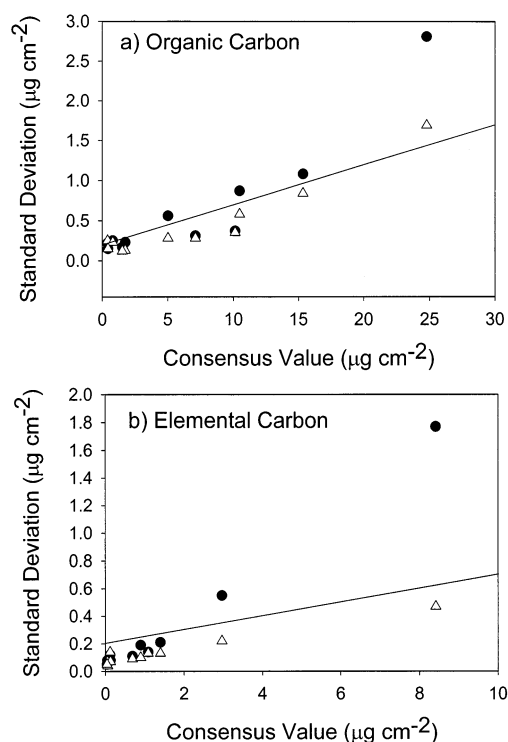 3.0
a) Organic Carbon
2.5
2.0
1.5
1.0
0.5
0.0
Standard Deviation (μg cm-2)
0 5 10 15 20 25 30
Consensus Value (μg cm-2)
2.0
b) Elemental Carbon
1.8
1.6
1.4
1.2
1.0
0.8
0.6
0.4
0.2
0.0
Standard Deviation (μg cm-2)
0 2 4 6 8 10
Consensus Value (μg cm-2)